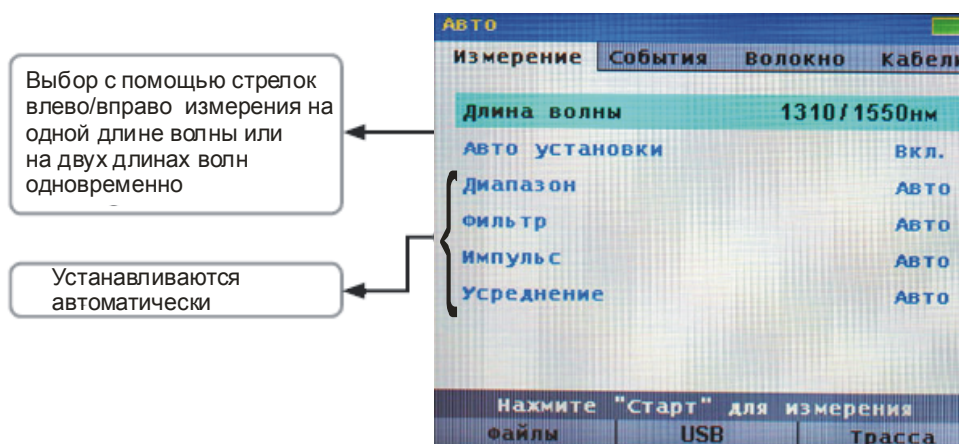 Выбор с помощью стрелок
влево/вправо измерения на
одной длине волны или
на двух длинах волн
одновременно
Устанавливаются
автоматически
Авто
Измерение События Волокно Кабель
Длина волны 1310/1550нм
Авто установки Вкл.
Диапазон Авто
Фильтр Авто
Импульс Авто
Усреднение Авто
Нажмите "Старт" для измерения
Файлы USB Трасса